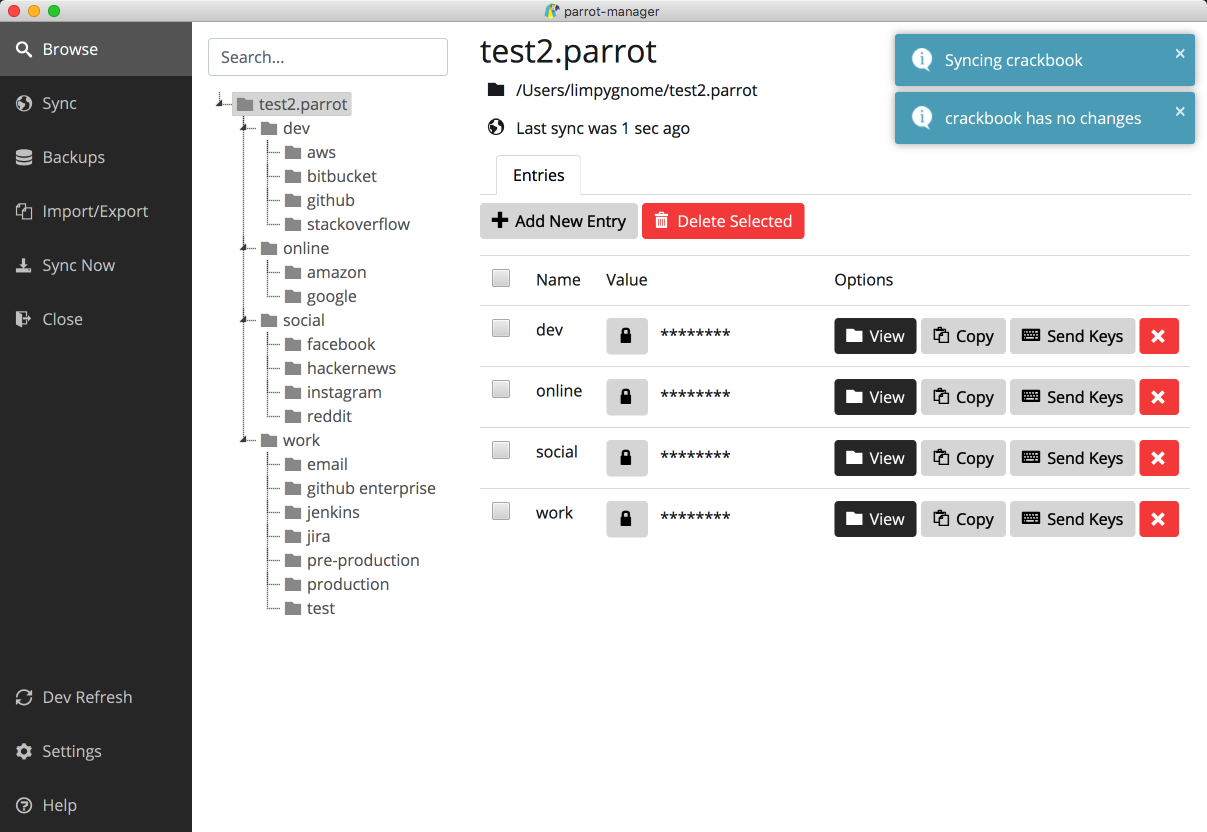 parrot-manager
Browse
Sync
Backups
Import/Export
Sync Now
Close
Dev Refresh
Settings
Help
Search...
test2.parrot
dev
aws
bitbucket
github
stackoverflow
online
amazon
google
social
facebook
hackernews
instagram
reddit
work
email
github enterprise
jenkins
jira
pre-production
production
test
test2.parrot
/Users/limpygnome/test2.parrot
Last sync was 1 sec ago
Syncing crackbook ×
crackbook has no changes ×
Entries
Add New Entry Delete Selected
Name Value Options
dev ******** View Copy Send Keys
online ******** View Copy Send Keys
social ******** View Copy Send Keys
work ******** View Copy Send Keys